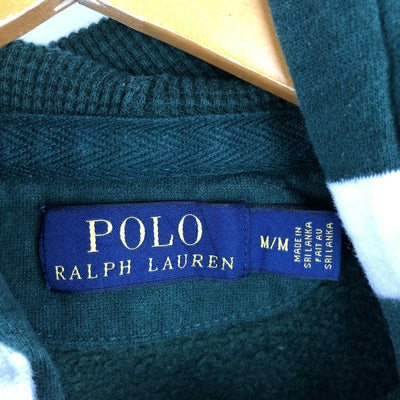 POLO
RALPH LAUREN
M/M
MADE IN
SRI LANKA
FAIT AU
SRI LANKA